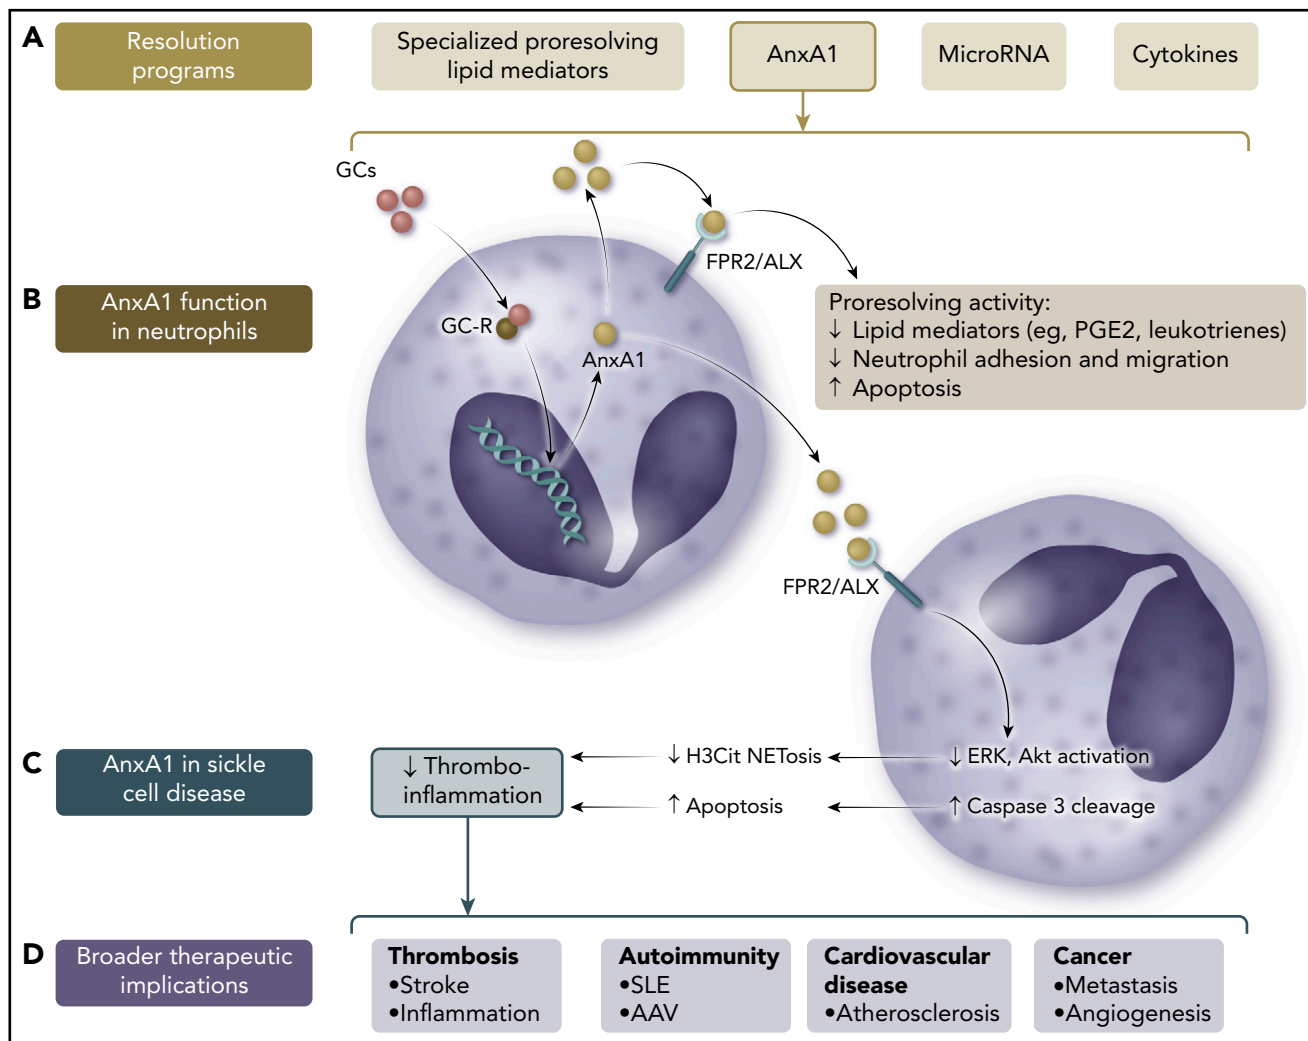 A
Resolution
programs
Specialized proresolving
lipid mediators
AnxA1
MicroRNA
Cytokines
GCs
FPR2/ALX
B
AnxA1 function
in neutrophils
GC-R
AnxA1
Proresolving activity:
↓ Lipid mediators (eg, PGE2, leukotrienes)
↓ Neutrophil adhesion and migration
↑ Apoptosis
FPR2/ALX
C
AnxA1 in sickle
cell disease
↓ Thrombo-
inflammation
↓ H3Cit NETosis
↓ ERK, Akt activation
↑ Apoptosis
↑ Caspase 3 cleavage
D
Broader therapeutic
implications
Thrombosis
•Stroke
•Inflammation
Autoimmunity
•SLE
•AAV
Cardiovascular
disease
•Atherosclerosis
Cancer
•Metastasis
•Angiogenesis